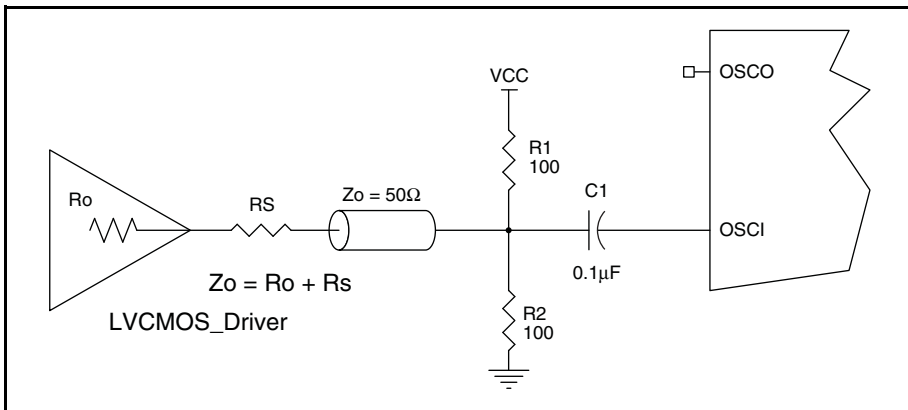 OSCO
VCC
R1
100
Ro
RS
Zo = 50Ω
C1
OSCI
0.1μF
Zo = Ro + Rs
R2
100
LVCMOS_Driver